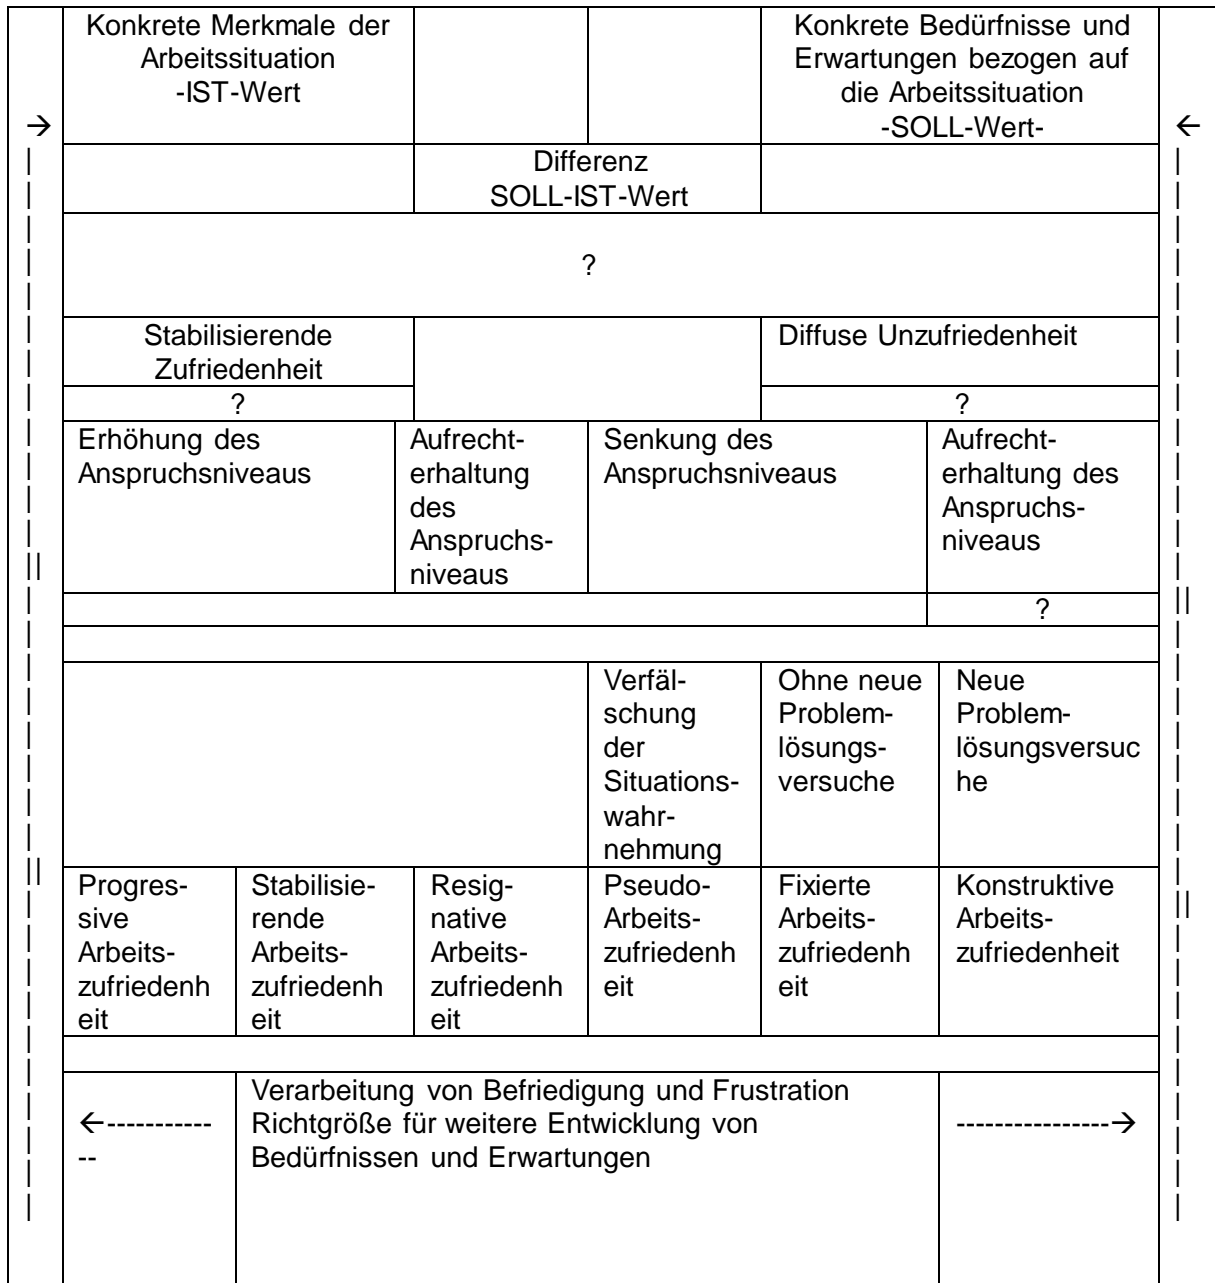 Konkrete Merkmale der
Arbeitssituation
-IST-Wert
Konkrete Bedürfnisse und
Erwartungen bezogen auf
die Arbeitssituation
-SOLL-Wert-
→
←
Differenz
SOLL-IST-Wert
?
Stabilisierende
Zufriedenheit
Diffuse Unzufriedenheit
?
?
Erhöhung des
Anspruchsniveaus
Aufrecht-
erhaltung
des
Anspruchs-
niveaus
Senkung des
Anspruchsniveaus
Aufrecht-
erhaltung des
Anspruchs-
niveaus
?
Verfäl-
schung
der
Situations-
wahr-
nehmung
Ohne neue
Problem-
lösungs-
versuche
Neue
Problem-
lösungsversuc
he
Progres-
sive
Arbeits-
zufriedenh
eit
Stabilisie-
rende
Arbeits-
zufriedenh
eit
Resig-
native
Arbeits-
zufriedenh
eit
Pseudo-
Arbeits-
zufriedenh
eit
Fixierte
Arbeits-
zufriedenh
eit
Konstruktive
Arbeits-
zufriedenheit
←-----------
--
Verarbeitung von Befriedigung und Frustration
Richtgröße für weitere Entwicklung von
Bedürfnissen und Erwartungen
----------------→